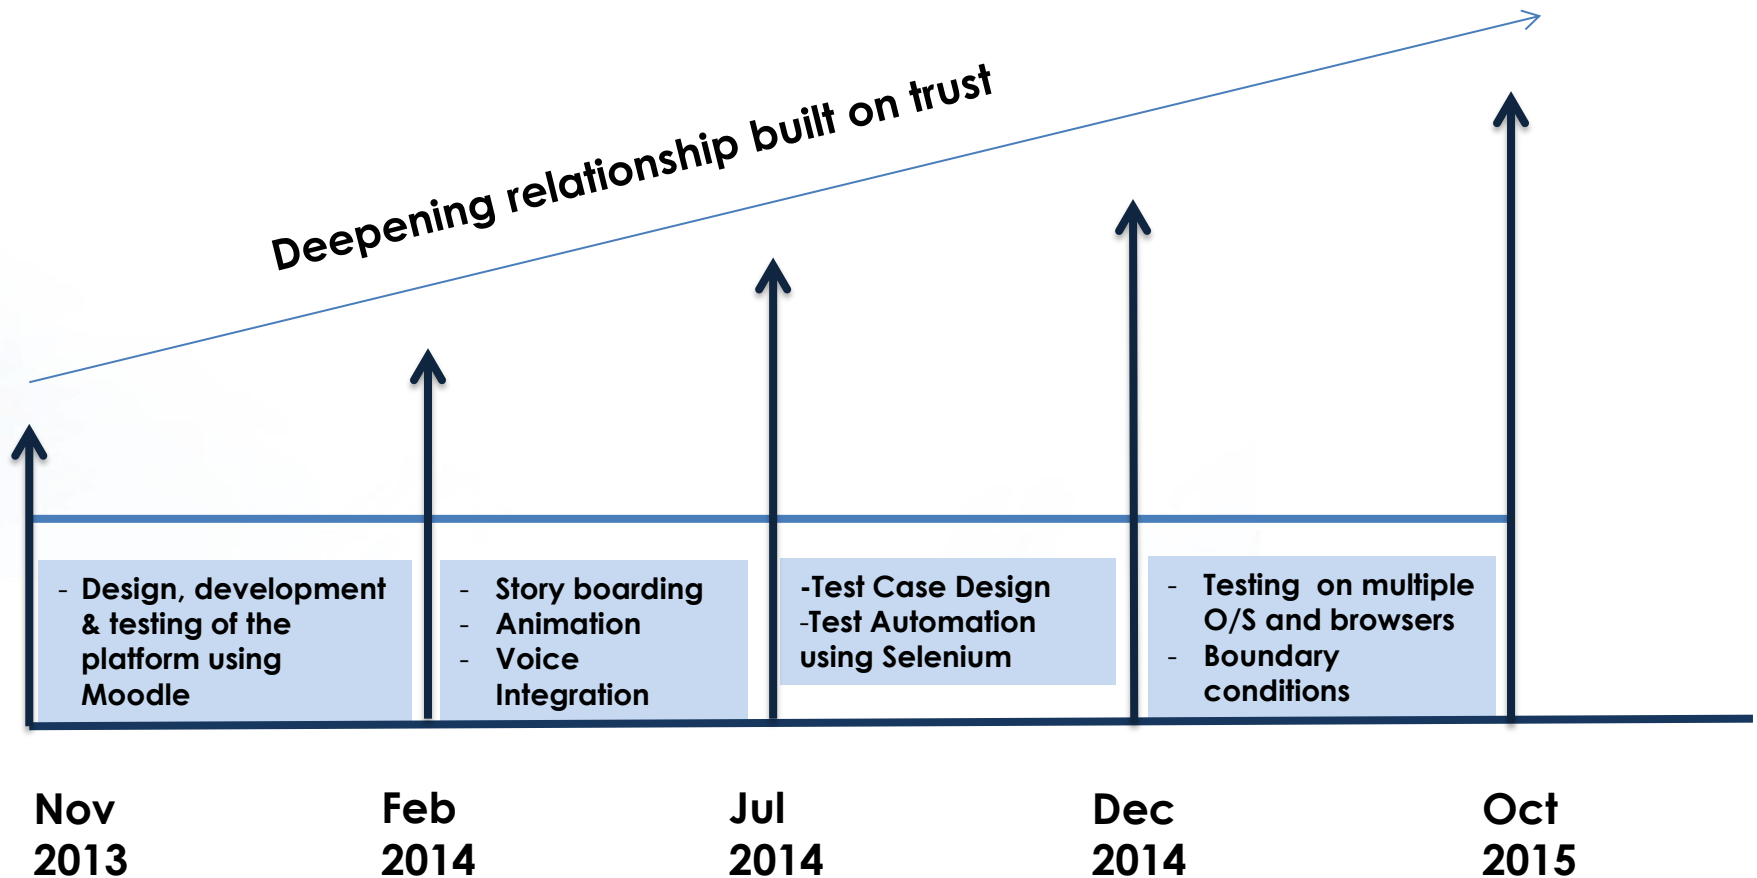 Deepening relationship built on trust
- Design, development
& testing of the
platform using
Moodle
- Story boarding
- Animation
- Voice
Integration
-Test Case Design
-Test Automation
using Selenium
- Testing on multiple
O/S and browsers
- Boundary
conditions
Nov
2013
Feb
2014
Jul
2014
Dec
2014
Oct
2015